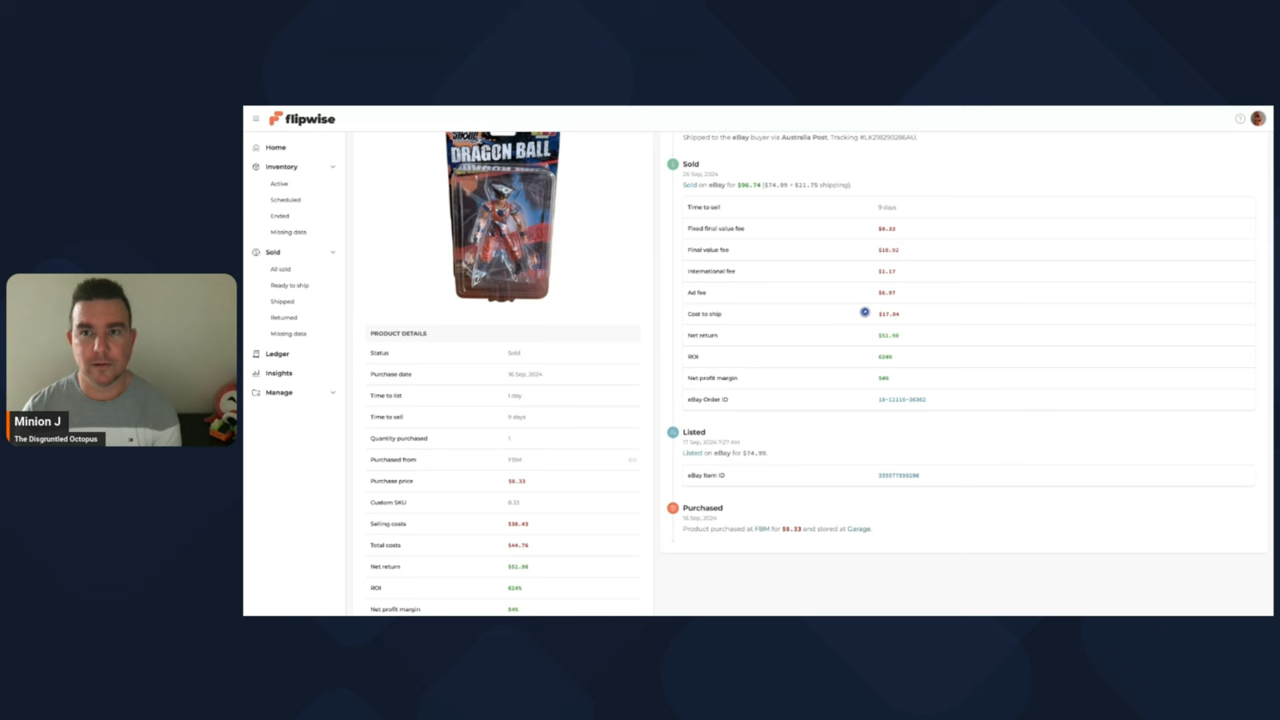 flipwise
Home
Inventory
Active
Scheduled
Ended
Missing data
Sold
All sold
Ready to ship
Shipped
Returned
Missing data
Ledger
Insights
Manage
Minion J
The Disgruntled Octopus
DRAGON BALL
PRODUCT DETAILS
Status Sold
Purchase date 16 Sep, 2024
Time to list 1 day
Time to sell 9 days
Quantity purchased 1
Purchased from FBM
Purchase price $8.33
Custom SKU 8.33
Selling costs $36.43
Total costs $44.76
Net return $51.98
ROI 624%
Net profit margin 54%
Shipped to the eBay buyer via Australia Post, Tracking #LK298290286AU.
Sold
26 Sep, 2024
Sold on eBay for $96.74 ($74.99 + $21.75 shipping).
Time to sell 9 days
Fixed final value fee $0.33
Final value fee $10.92
International fee $1.17
Ad fee $6.97
Cost to ship $17.04
Net return $51.98
ROI 624%
Net profit margin 54%
eBay Order ID
Listed
17 Sep, 2024 7:27 AM
Listed on eBay for $74.99.
eBay Item ID
Purchased
16 Sep, 2024
Product purchased at FBM for $8.33 and stored at Garage.